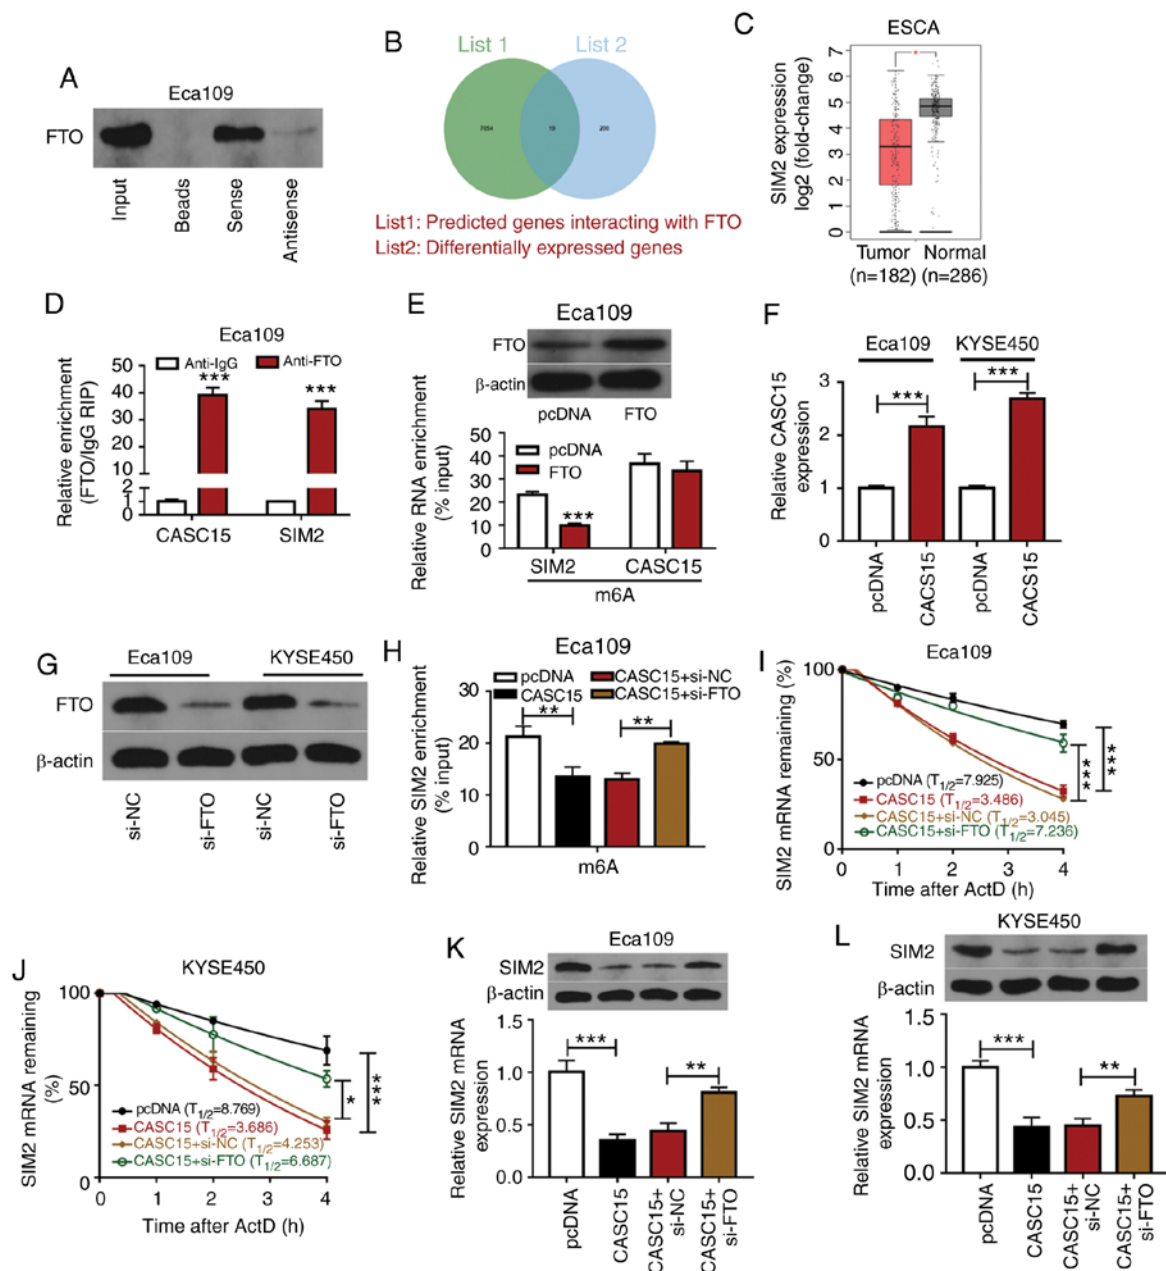 A
Eca109
FTO
Input
Beads
Sense
Antisense
B
List 1
List 2
19
200
List1: Predicted genes interacting with FTO
List2: Differentially expressed genes
C
ESCA
SIM2 expression
log2 (fold-change)
7
6
5
4
3
2
1
0
*
Tumor Normal
(n=182) (n=286)
D
Eca109
Anti-IgG Anti-FTO
Relative enrichment
(FTO/IgG RIP)
50
40
30
20
10
2
1
0
*** ***
CASC15 SIM2
E
Eca109
FTO
β-actin
pcDNA FTO
Relative RNA enrichment
(% input)
50
40
30
20
10
0
pcDNA
FTO
***
SIM2 CASC15
m6A
F
Eca109 KYSE450
Relative CASC15
expression
3
2
1
0
*** ***
pcDNA
CACS15
pcDNA
CACS15
G
Eca109 KYSE450
FTO
β-actin
si-NC
si-FTO
si-NC
si-FTO
H
Eca109
pcDNA CASC15+si-NC
CASC15 CASC15+si-FTO
Relative SIM2 enrichment
(% input)
30
20
10
0
** **
m6A
I
Eca109
SIM2 mRNA remaining (%)
100
50
0
pcDNA (T1/2=7.925)
CASC15 (T1/2=3.486)
CASC15+si-NC (T1/2=3.045)
CASC15+si-FTO (T1/2=7.236)
***
***
0 1 2 3 4
Time after ActD (h)
J
KYSE450
SIM2 mRNA remaining
(%)
100
50
0
pcDNA (T1/2=8.769)
CASC15 (T1/2=3.686)
CASC15+si-NC (T1/2=4.253)
CASC15+si-FTO (T1/2=6.687)
*
***
0 1 2 3 4
Time after ActD (h)
K
Eca109
SIM2
β-actin
Relative SIM2 mRNA
expression
1.5
1.0
0.5
0.0
*** **
pcDNA
CASC15
CASC15+
si-NC
CASC15+
si-FTO
L
KYSE450
SIM2
β-actin
Relative SIM2 mRNA
expression
1.5
1.0
0.5
0.0
*** **
pcDNA
CASC15
CASC15+
si-NC
CASC15+
si-FTO